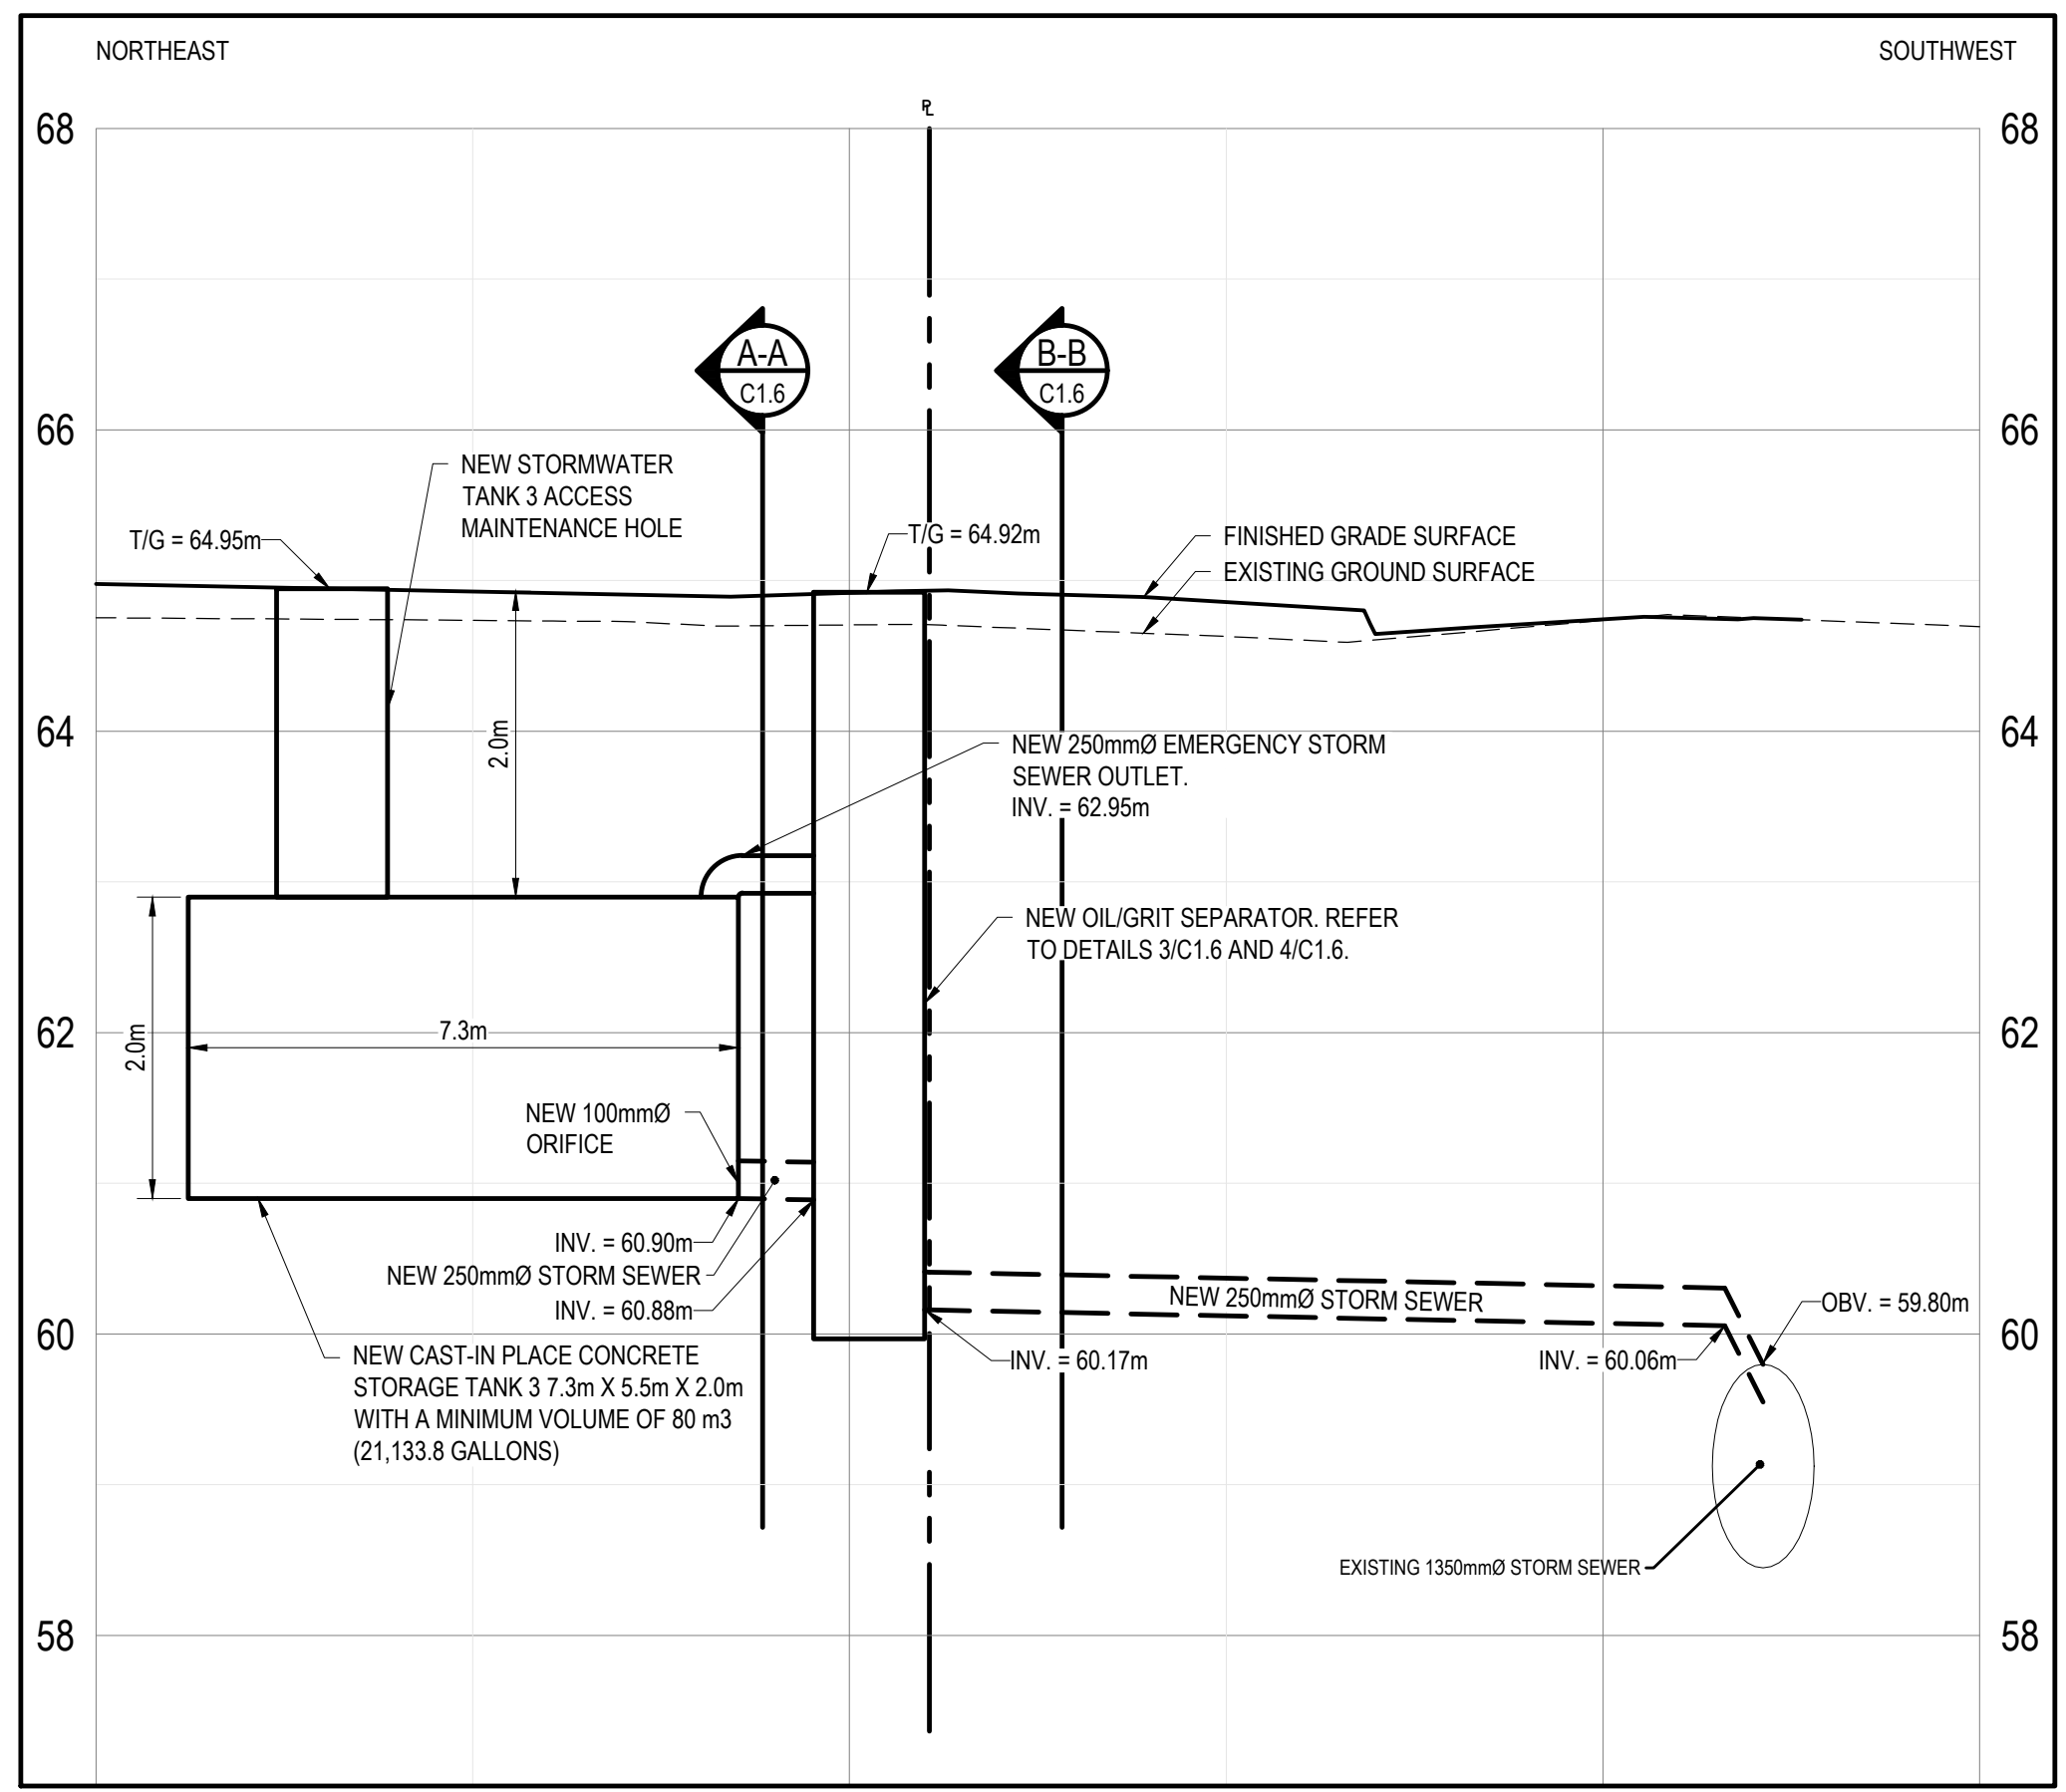 NORTHEAST
SOUTHWEST
PL
68
68
A-A
C1.6
B-B
C1.6
66
66
NEW STORMWATER
TANK 3 ACCESS
MAINTENANCE HOLE
T/G = 64.95m
T/G = 64.92m
FINISHED GRADE SURFACE
EXISTING GROUND SURFACE
64
64
2.0m
NEW 250mmØ EMERGENCY STORM
SEWER OUTLET.
INV. = 62.95m
NEW OIL/GRIT SEPARATOR. REFER
TO DETAILS 3/C1.6 AND 4/C1.6.
62
62
2.0m
7.3m
NEW 100mmØ
ORIFICE
INV. = 60.90m
NEW 250mmØ STORM SEWER
INV. = 60.88m
NEW 250mmØ STORM SEWER
OBV. = 59.80m
60
60
INV. = 60.17m
INV. = 60.06m
NEW CAST-IN PLACE CONCRETE
STORAGE TANK 3 7.3m X 5.5m X 2.0m
WITH A MINIMUM VOLUME OF 80 m3
(21,133.8 GALLONS)
EXISTING 1350mmØ STORM SEWER
58
58